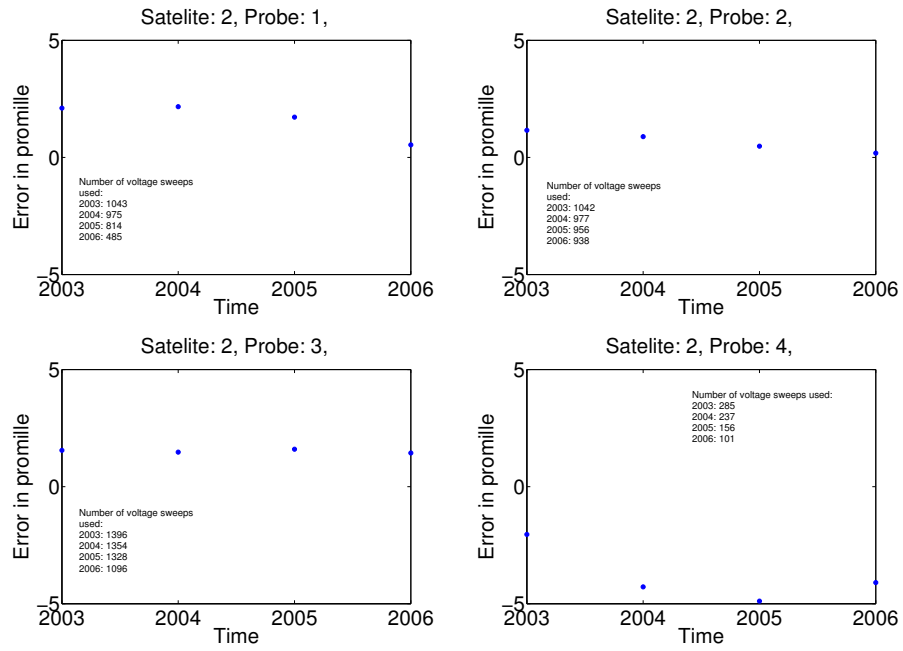 Satelite: 2, Probe: 1,
5
0
−5
Error in promille
Number of voltage sweeps
used:
2003: 1043
2004: 975
2005: 814
2006: 485
2003 2004 2005 2006
Time
Satelite: 2, Probe: 2,
5
0
−5
Error in promille
Number of voltage sweeps
used:
2003: 1042
2004: 977
2005: 956
2006: 938
2003 2004 2005 2006
Time
Satelite: 2, Probe: 3,
5
0
−5
Error in promille
Number of voltage sweeps
used:
2003: 1396
2004: 1354
2005: 1328
2006: 1096
2003 2004 2005 2006
Time
Satelite: 2, Probe: 4,
5
0
−5
Error in promille
Number of voltage sweeps used:
2003: 285
2004: 237
2005: 156
2006: 101
2003 2004 2005 2006
Time